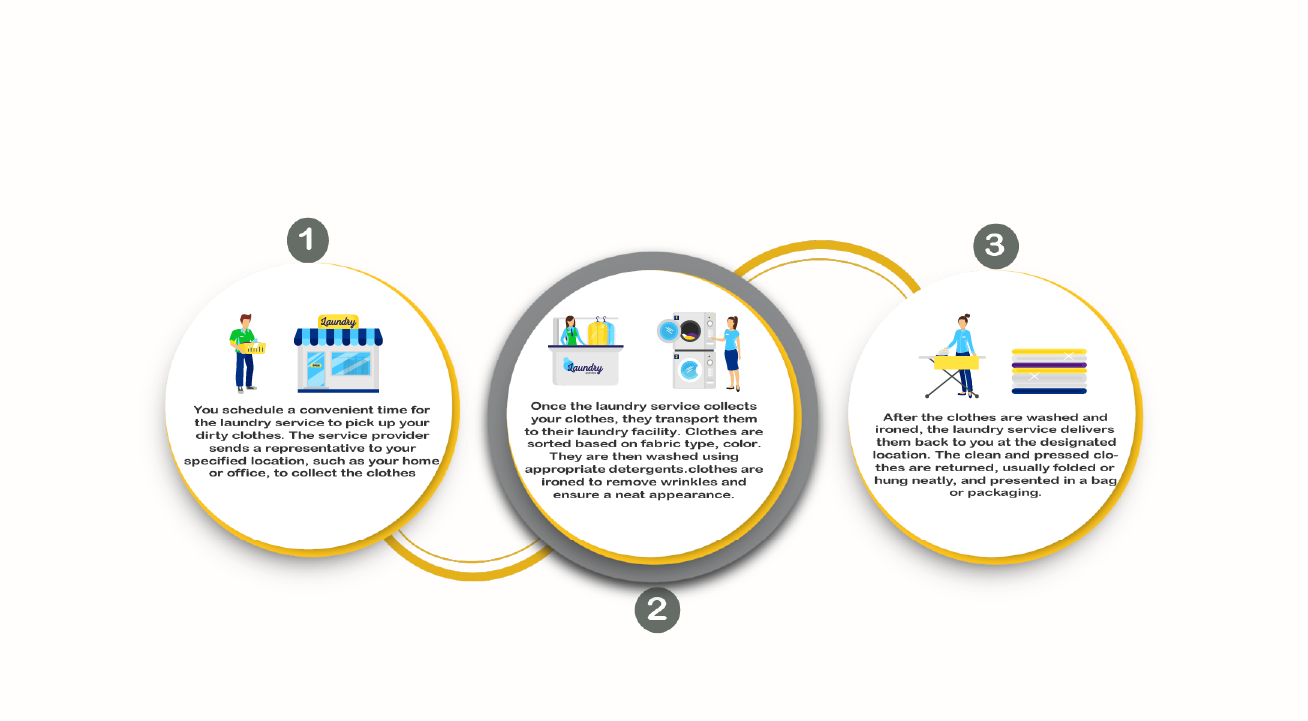 1
Laundry
You schedule a convenient time for
the laundry service to pick up your
dirty clothes. The service provider
sends a representative to your
specified location, such as your home
or office, to collect the clothes
Laundry
1
2
Once the laundry service collects
your clothes, they transport them
to their laundry facility. Clothes are
sorted based on fabric type, color.
They are then washed using
appropriate detergents.clothes are
ironed to remove wrinkles and
ensure a neat appearance.
2
3
After the clothes are washed and
ironed, the laundry service delivers
them back to you at the designated
location. The clean and pressed clo-
thes are returned, usually folded or
hung neatly, and presented in a bag
or packaging.